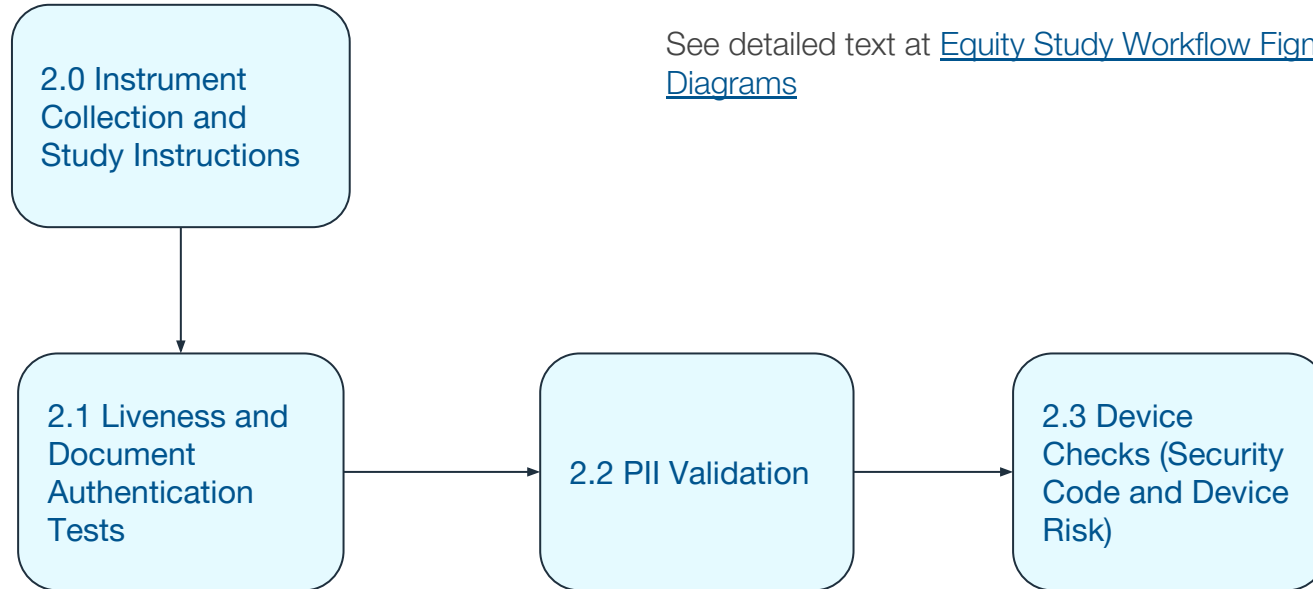 2.0 Instrument
Collection and
Study Instructions
See detailed text at Equity Study Workflow
Diagrams
2.1 Liveness and
Document
Authentication
Tests
2.2 PII Validation
2.3 Device
Checks (Security
Code and Device
Risk)